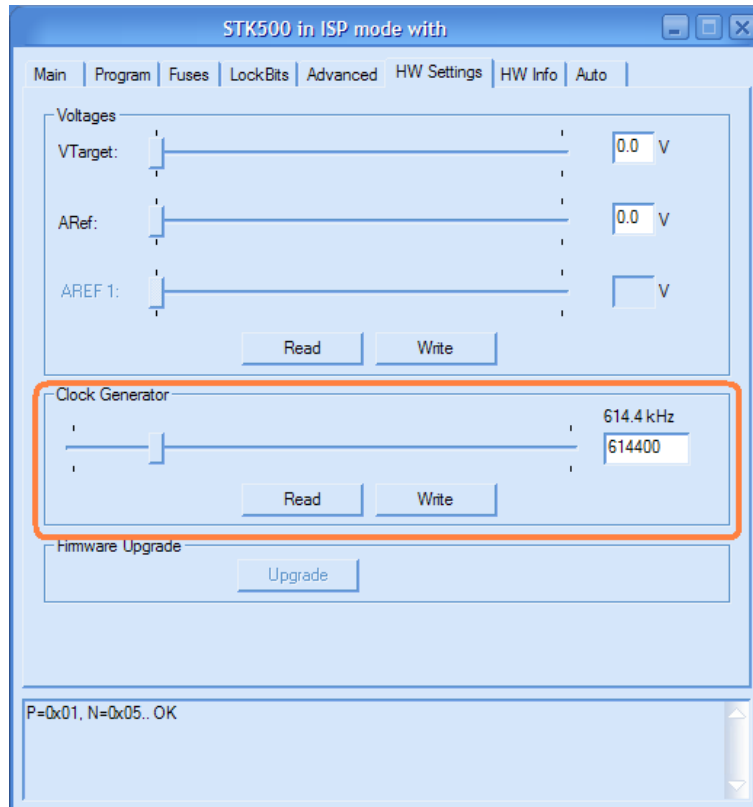 STK500 in ISP mode with
Main Program Fuses LockBits Advanced HW Settings HW Info Auto
Voltages
VTarget: 0.0 V
ARef: 0.0 V
AREF 1: V
Read Write
Clock Generator
614.4 kHz
614400
Read Write
Firmware Upgrade
Upgrade
P=0x01, N=0x05.. OK